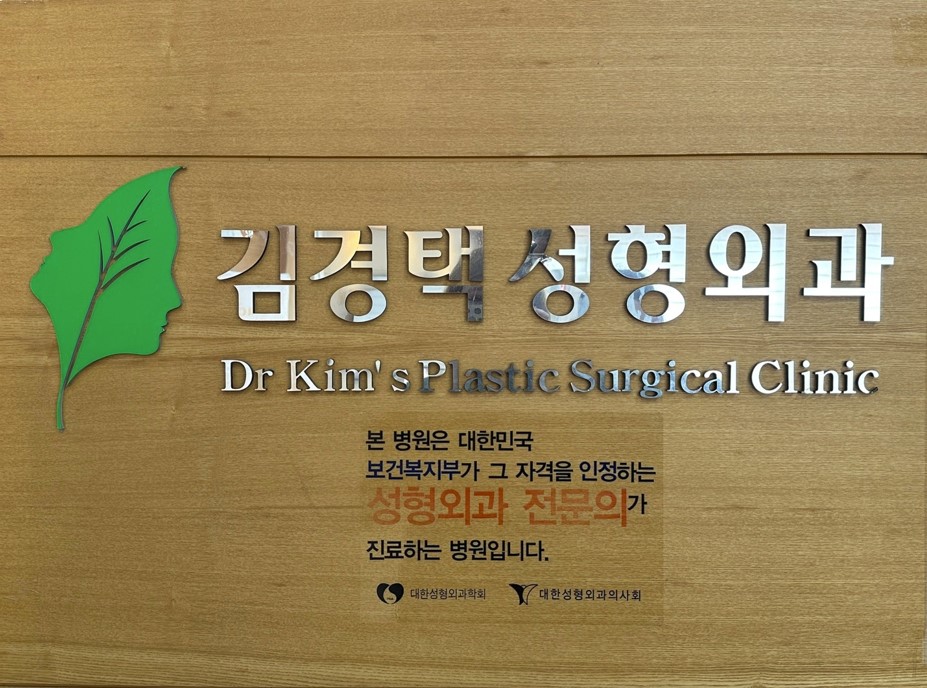 김경택 성형외과
Dr Kim's Plastic Surgical Clinic
본 병원은 대한민국
보건복지부가 그 자격을 인정하는
성형외과 전문의가
진료하는 병원입니다.
대한성형외과학회 대한성형외과의사회